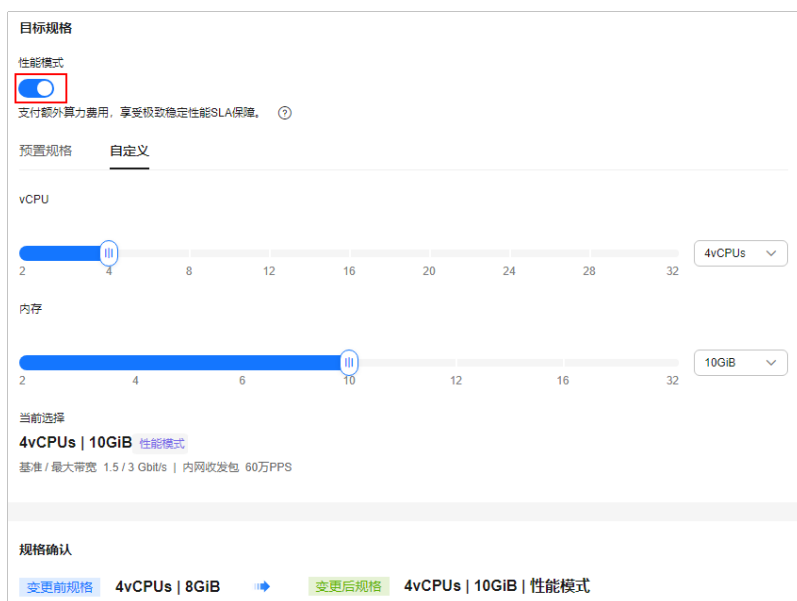 目标规格
性能模式
支付额外算力费用，享受极致稳定性能SLA保障。 ?
预置规格 自定义
vCPU
4vCPUs
2 4 8 12 16 20 24 28 32
内存
10GiB
2 4 6 10 12 16 32
当前选择
4vCPUs | 10GiB 性能模式
基准 / 最大带宽 1.5 / 3 Gbit/s | 内网收发包 60万PPS
规格确认
变更前规格 4vCPUs | 8GiB 变更后规格 4vCPUs | 10GiB | 性能模式